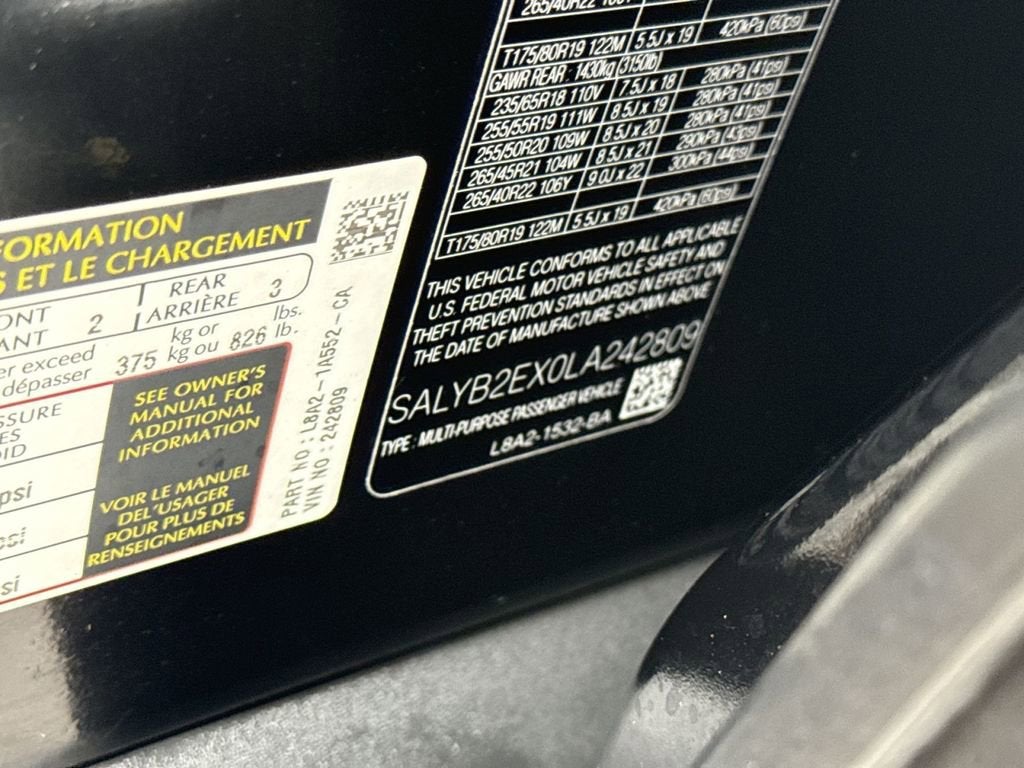 265/40R22
T175/80R19 122M 5.5J x 19 420kPa (60psi)
GAWR REAR : 1430kg (3150lb)
235/65R18 110V 7.5J x 18 280kPa (41psi)
255/55R19 111W 8.5J x 19 280kPa (41psi)
255/50R20 109W 8.5J x 20 280kPa (41psi)
265/45R21 104W 8.5J x 21 290kPa (43psi)
265/40R22 106Y 9.0J x 22 300kPa (44psi)
T175/80R19 122M 5.5J x 19 420kPa (60psi)
THIS VEHICLE CONFORMS TO ALL APPLICABLE
U.S. FEDERAL MOTOR VEHICLE SAFETY AND
THEFT PREVENTION STANDARDS IN EFFECT ON
THE DATE OF MANUFACTURE SHOWN ABOVE
SALYB2EX0LA242809
TYPE : MULTI-PURPOSE PASSENGER VEHICLE
L8A2-1532-BA
FORMATION
S ET LE CHARGEMENT
ONT 2 REAR 3
ANT ARRIÈRE
er exceed 375 kg or 826 lbs.
dépasser kg ou lb.
SSURE
ES
OID
psi
psi
psi
SEE OWNER'S
MANUAL FOR
ADDITIONAL
INFORMATION
VOIR LE MANUEL
DEL'USAGER
POUR PLUS DE
RENSEIGNEMENTS
PART NO : L8A2-1A552-CA
VIN NO : 242809